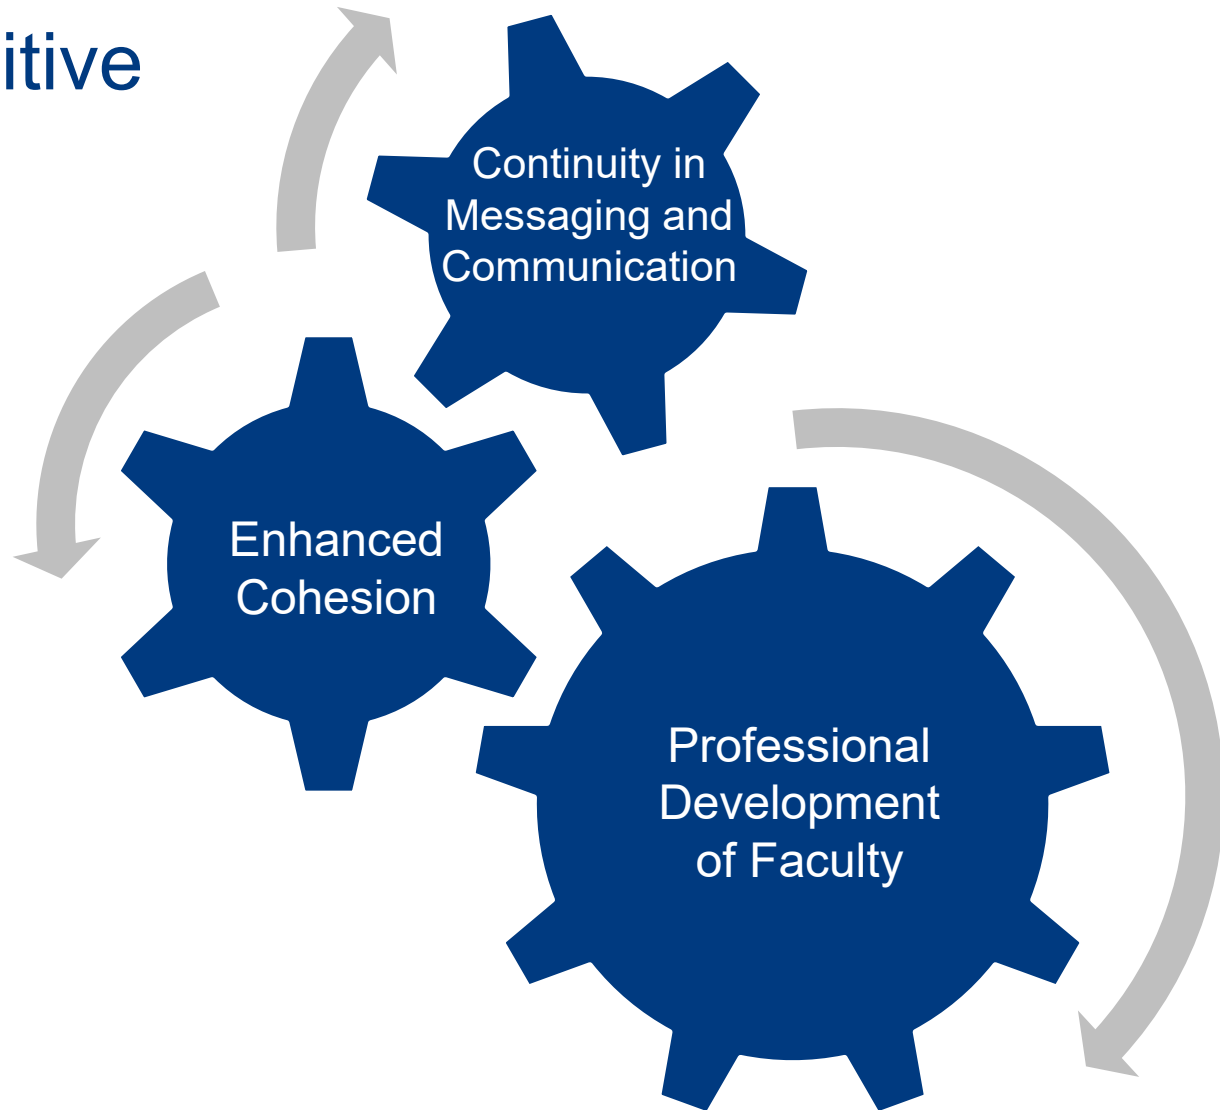 itive
Continuity in
Messaging and
Communication
Enhanced
Cohesion
Professional
Development
of Faculty